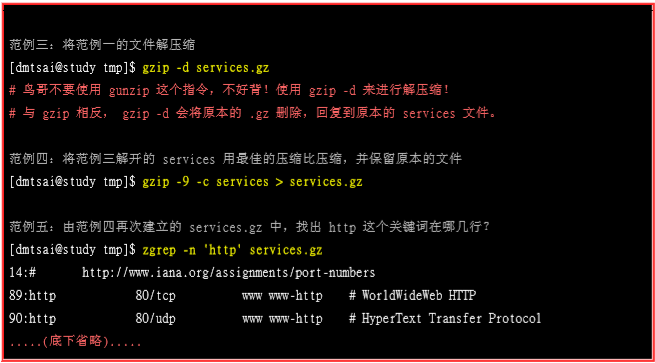 范例三：将范例一的文件解压缩
[dmtsai@study tmp]$ gzip -d services.gz
# 鸟哥不要使用 gunzip 这个指令，不好背！使用 gzip -d 来进行解压缩！
# 与 gzip 相反， gzip -d 会将原本的 .gz 删除，回复到原本的 services 文件。
范例四：将范例三解开的 services 用最佳的压缩比压缩，并保留原本的文件
[dmtsai@study tmp]$ gzip -9 -c services > services.gz
范例五：由范例四再次建立的 services.gz 中，找出 http 这个关键词在哪几行？
[dmtsai@study tmp]$ zgrep -n 'http' services.gz
14:#      http://www.iana.org/assignments/port-numbers
89:http          80/tcp         www www-http   # WorldWideWeb HTTP
90:http          80/udp         www www-http   # HyperText Transfer Protocol
.....(底下省略).....